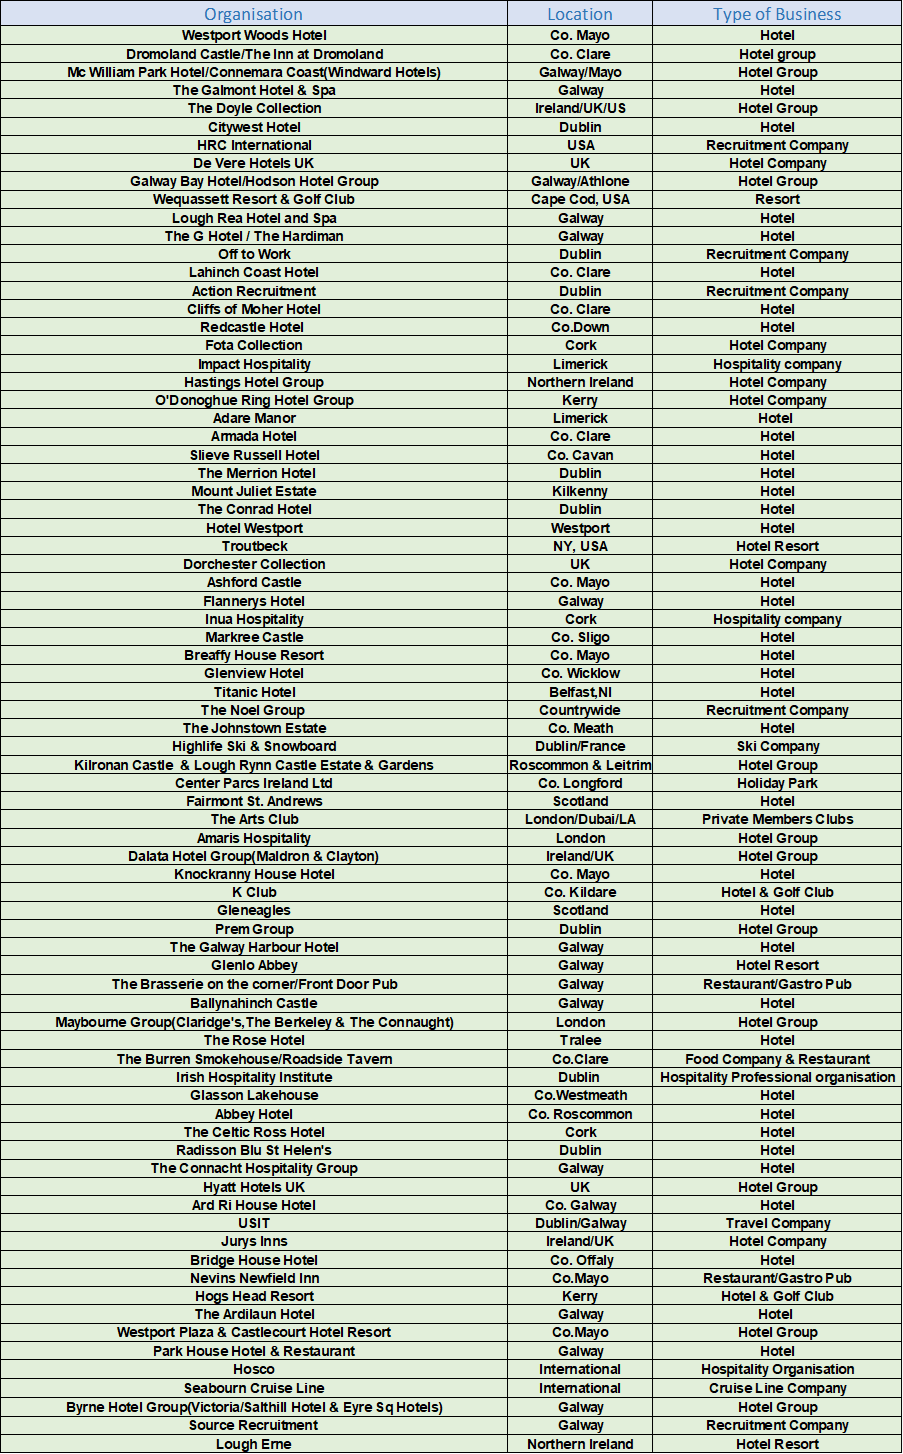 Organisation Location Type of Business
Westport Woods Hotel Co. Mayo Hotel
Dromoland Castle/The Inn at Dromoland Co. Clare Hotel group
Mc William Park Hotel/Connemara Coast(Windward Hotels) Galway/Mayo Hotel Group
The Galmont Hotel & Spa Galway Hotel
The Doyle Collection Ireland/UK/US Hotel Group
Citywest Hotel Dublin Hotel
HRC International USA Recruitment Company
De Vere Hotels UK UK Hotel Company
Galway Bay Hotel/Hodson Hotel Group Galway/Athlone Hotel Group
Wequassett Resort & Golf Club Cape Cod, USA Resort
Lough Rea Hotel and Spa Galway Hotel
The G Hotel / The Hardiman Galway Hotel
Off to Work Dublin Recruitment Company
Lahinch Coast Hotel Co. Clare Hotel
Action Recruitment Dublin Recruitment Company
Cliffs of Moher Hotel Co. Clare Hotel
Redcastle Hotel Co.Down Hotel
Fota Collection Cork Hotel Company
Impact Hospitality Limerick Hospitality company
Hastings Hotel Group Northern Ireland Hotel Company
O'Donoghue Ring Hotel Group Kerry Hotel Company
Adare Manor Limerick Hotel
Armada Hotel Co. Clare Hotel
Slieve Russell Hotel Co. Cavan Hotel
The Merrion Hotel Dublin Hotel
Mount Juliet Estate Kilkenny Hotel
The Conrad Hotel Dublin Hotel
Hotel Westport Westport Hotel
Troutbeck NY, USA Hotel Resort
Dorchester Collection UK Hotel Company
Ashford Castle Co. Mayo Hotel
Flannerys Hotel Galway Hotel
Inua Hospitality Cork Hospitality company
Markree Castle Co. Sligo Hotel
Breaffy House Resort Co. Mayo Hotel
Glenview Hotel Co. Wicklow Hotel
Titanic Hotel Belfast,NI Hotel
The Noel Group Countrywide Recruitment Company
The Johnstown Estate Co. Meath Hotel
Highlife Ski & Snowboard Dublin/France Ski Company
Kilronan Castle & Lough Rynn Castle Estate & Gardens Roscommon & Leitrim Hotel Group
Center Parcs Ireland Ltd Co. Longford Holiday Park
Fairmont St. Andrews Scotland Hotel
The Arts Club London/Dubai/LA Private Members Clubs
Amaris Hospitality London Hotel Group
Dalata Hotel Group(Maldron & Clayton) Ireland/UK Hotel Group
Knockranny House Hotel Co. Mayo Hotel
K Club Co. Kildare Hotel & Golf Club
Gleneagles Scotland Hotel
Prem Group Dublin Hotel Group
The Galway Harbour Hotel Galway Hotel
Glenlo Abbey Galway Hotel Resort
The Brasserie on the corner/Front Door Pub Galway Restaurant/Gastro Pub
Ballynahinch Castle Galway Hotel
Maybourne Group(Claridge's,The Berkeley & The Connaught) London Hotel Group
The Rose Hotel Tralee Hotel
The Burren Smokehouse/Roadside Tavern Co.Clare Food Company & Restaurant
Irish Hospitality Institute Dublin Hospitality Professional organisation
Glasson Lakehouse Co.Westmeath Hotel
Abbey Hotel Co. Roscommon Hotel
The Celtic Ross Hotel Cork Hotel
Radisson Blu St Helen's Dublin Hotel
The Connacht Hospitality Group Galway Hotel
Hyatt Hotels UK UK Hotel Group
Ard Ri House Hotel Co. Galway Hotel
USIT Dublin/Galway Travel Company
Jurys Inns Ireland/UK Hotel Company
Bridge House Hotel Co. Offaly Hotel
Nevins Newfield Inn Co.Mayo Restaurant/Gastro Pub
Hogs Head Resort Kerry Hotel & Golf Club
The Ardilaun Hotel Galway Hotel
Westport Plaza & Castlecourt Hotel Resort Co.Mayo Hotel Group
Park House Hotel & Restaurant Galway Hotel
Hosco International Hospitality Organisation
Seabourn Cruise Line International Cruise Line Company
Byrne Hotel Group(Victoria/Salthill Hotel & Eyre Sq Hotels) Galway Hotel Group
Source Recruitment Galway Recruitment Company
Lough Erne Northern Ireland Hotel Resort